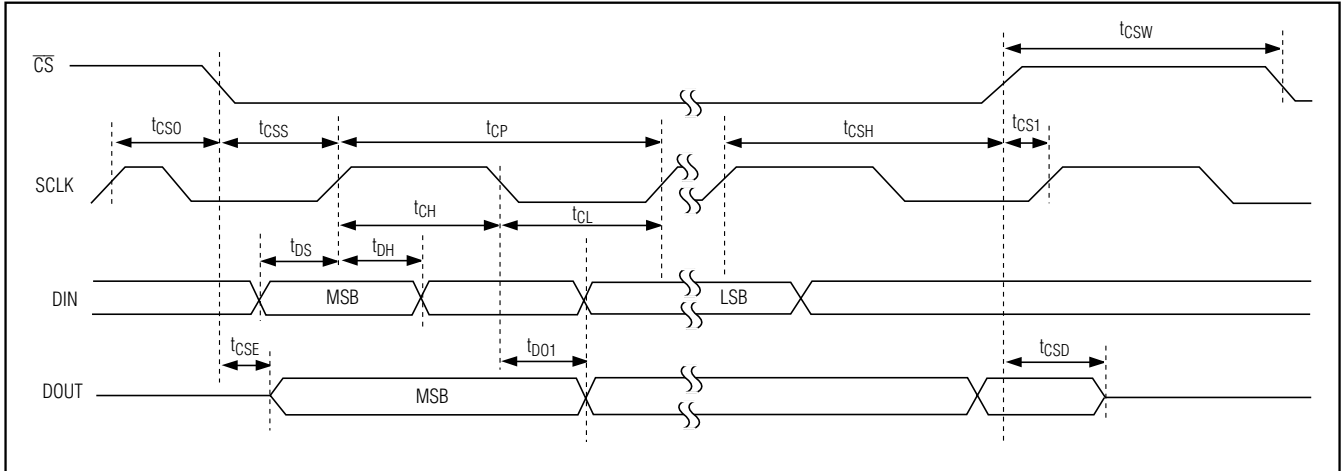 tCSW
CS
tCSO tCSS tCP tCSH tCS1
SCLK
tCH tCL
tDS tDH
DIN MSB LSB
tCSE tDO1 tCSD
DOUT MSB